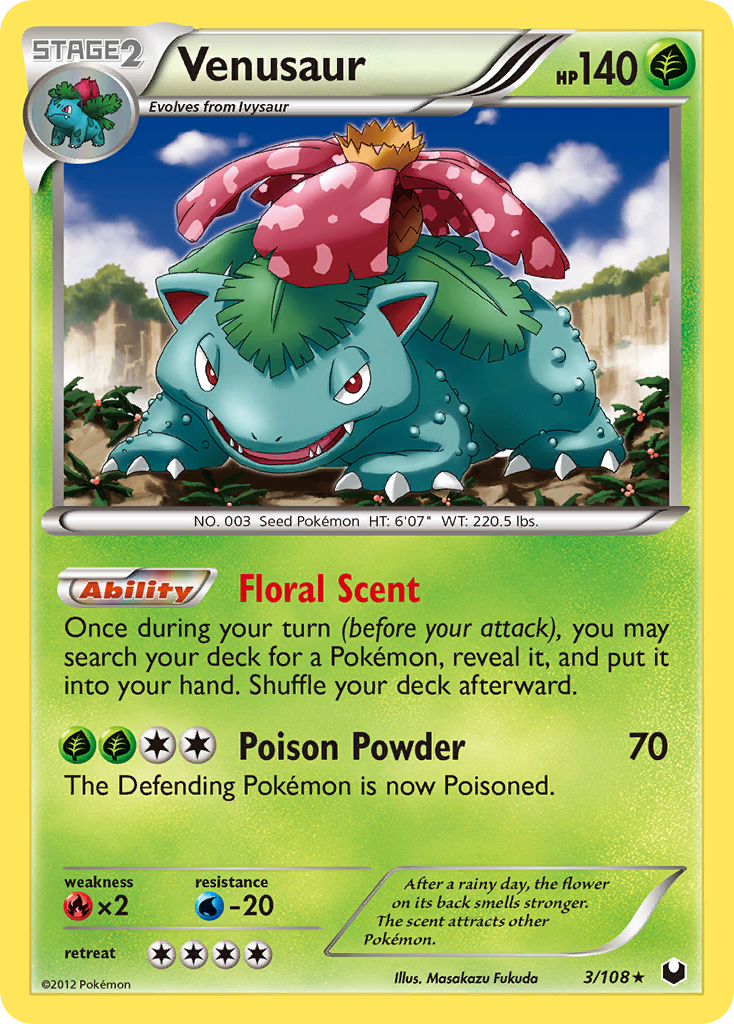 STAGE2
Venusaur
HP140
Evolves from Ivysaur
NO. 003 Seed Pokémon HT: 6'07" WT: 220.5 lbs.
Ability Floral Scent
Once during your turn (before your attack), you may
search your deck for a Pokémon, reveal it, and put it
into your hand. Shuffle your deck afterward.
Poison Powder 70
The Defending Pokémon is now Poisoned.
weakness resistance
×2 -20
retreat
After a rainy day, the flower
on its back smells stronger.
The scent attracts other
Pokémon.
©2012 Pokémon Illus. Masakazu Fukuda 3/108★